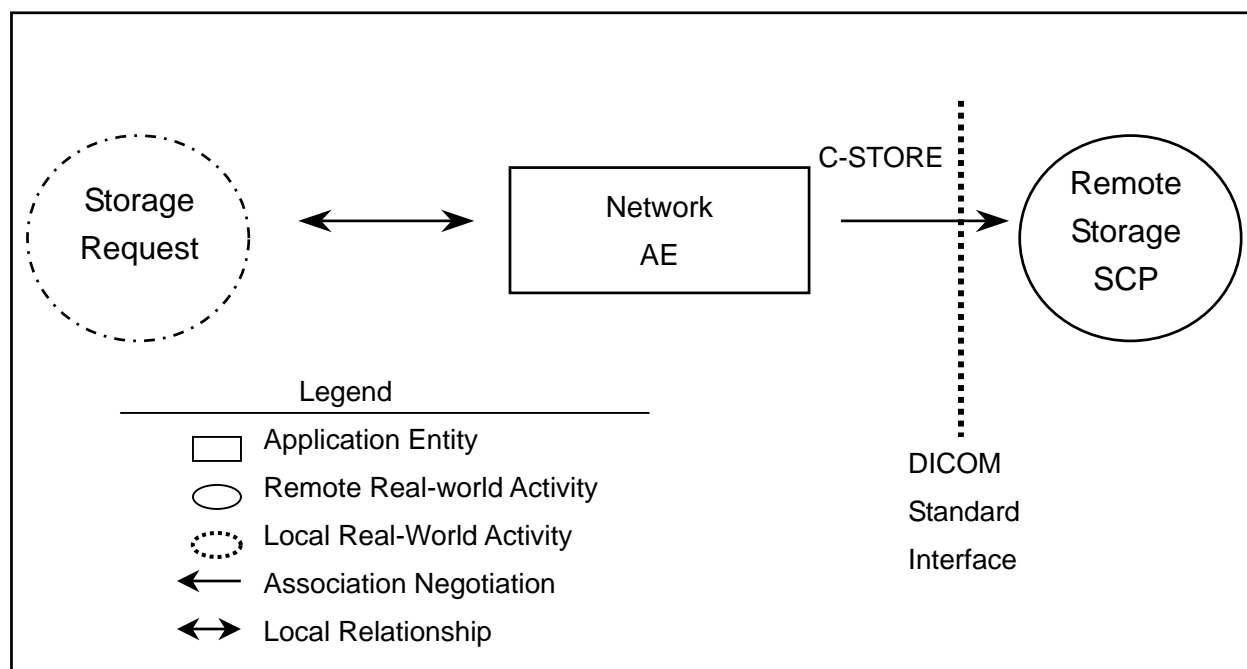 Storage
Request
Network
AE
C-STORE
Remote
Storage
SCP
Legend
Application Entity
Remote Real-world Activity
Local Real-World Activity
Association Negotiation
Local Relationship
DICOM
Standard
Interface